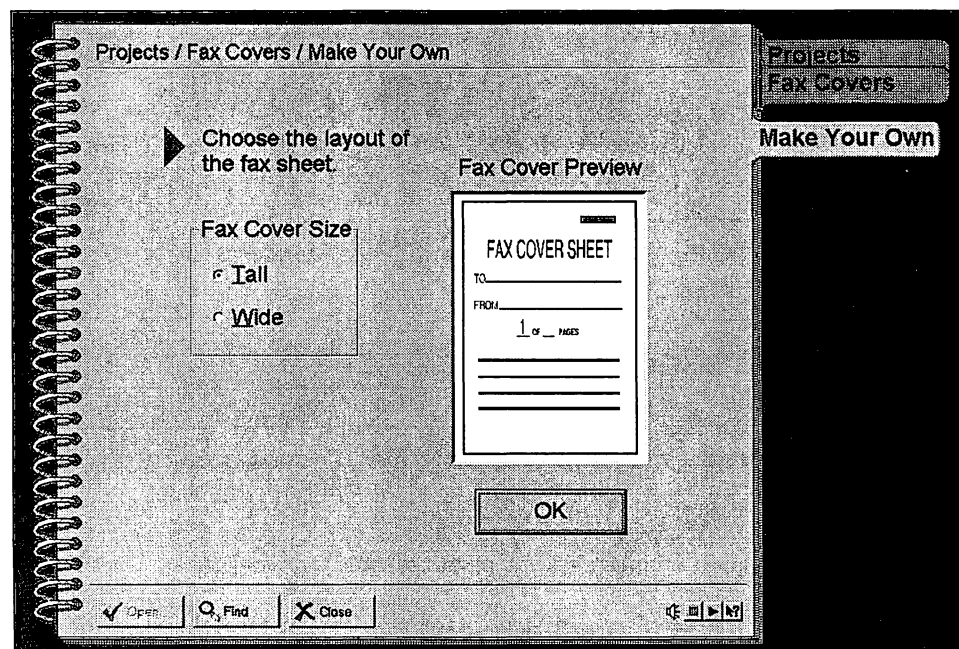 Projects / Fax Covers / Make Your Own
Projects
Fax Covers
Make Your Own
Choose the layout of
the fax sheet.
Fax Cover Size
Tall
Wide
Fax Cover Preview
FAX COVER SHEET
TO
FROM
1 OF __ PAGES
OK
Open
Find
Close
?